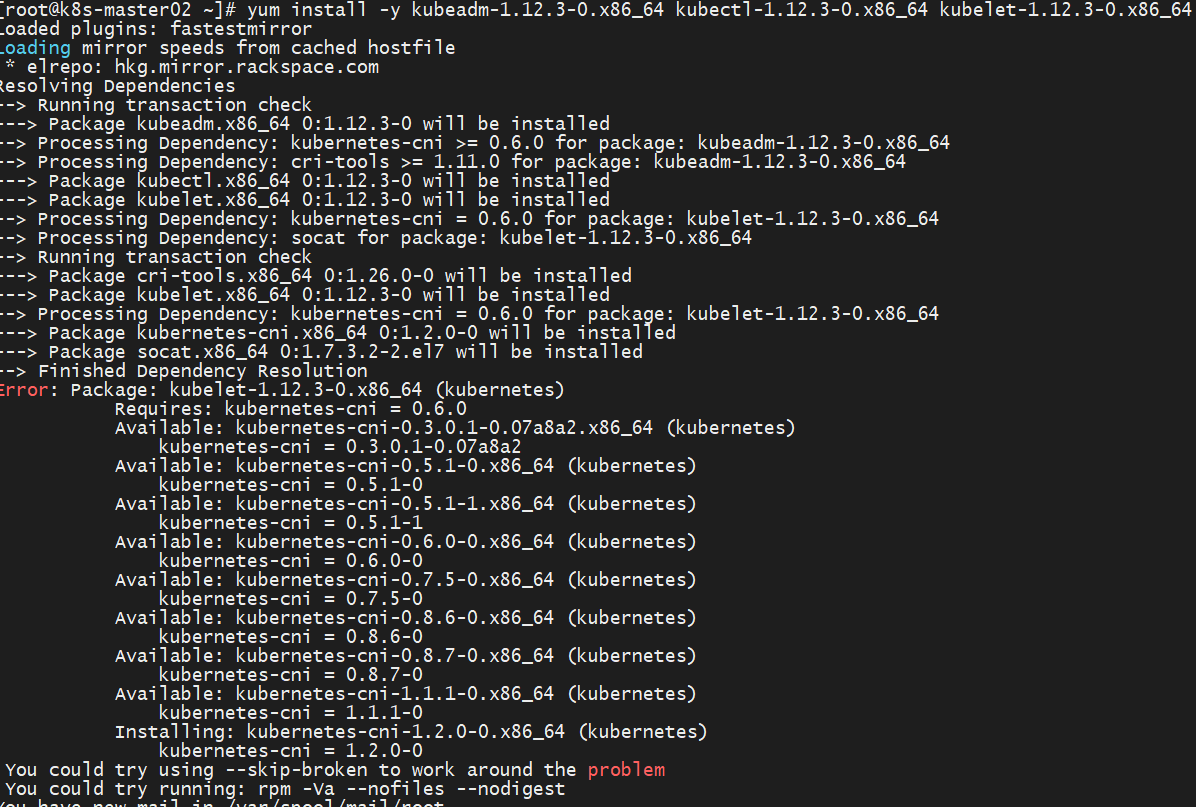 [root@k8s-master02 ~]# yum install -y kubeadm-1.12.3-0.x86_64 kubectl-1.12.3-0.x86_64 kubelet-1.12.3-0.x86_64
Loaded plugins: fastestmirror
Loading mirror speeds from cached hostfile
 * elrepo: hkg.mirror.rackspace.com
Resolving Dependencies
--> Running transaction check
---> Package kubeadm.x86_64 0:1.12.3-0 will be installed
--> Processing Dependency: kubernetes-cni >= 0.6.0 for package: kubeadm-1.12.3-0.x86_64
--> Processing Dependency: cri-tools >= 1.11.0 for package: kubeadm-1.12.3-0.x86_64
---> Package kubectl.x86_64 0:1.12.3-0 will be installed
---> Package kubelet.x86_64 0:1.12.3-0 will be installed
--> Processing Dependency: kubernetes-cni = 0.6.0 for package: kubelet-1.12.3-0.x86_64
--> Processing Dependency: socat for package: kubelet-1.12.3-0.x86_64
--> Running transaction check
---> Package cri-tools.x86_64 0:1.26.0-0 will be installed
---> Package kubelet.x86_64 0:1.12.3-0 will be installed
--> Processing Dependency: kubernetes-cni = 0.6.0 for package: kubelet-1.12.3-0.x86_64
---> Package kubernetes-cni.x86_64 0:1.2.0-0 will be installed
---> Package socat.x86_64 0:1.7.3.2-2.el7 will be installed
--> Finished Dependency Resolution
Error: Package: kubelet-1.12.3-0.x86_64 (kubernetes)
Requires: kubernetes-cni = 0.6.0
Available: kubernetes-cni-0.3.0.1-0.07a8a2.x86_64 (kubernetes)
kubernetes-cni = 0.3.0.1-0.07a8a2
Available: kubernetes-cni-0.5.1-0.x86_64 (kubernetes)
kubernetes-cni = 0.5.1-0
Available: kubernetes-cni-0.5.1-1.x86_64 (kubernetes)
kubernetes-cni = 0.5.1-1
Available: kubernetes-cni-0.6.0-0.x86_64 (kubernetes)
kubernetes-cni = 0.6.0-0
Available: kubernetes-cni-0.7.5-0.x86_64 (kubernetes)
kubernetes-cni = 0.7.5-0
Available: kubernetes-cni-0.8.6-0.x86_64 (kubernetes)
kubernetes-cni = 0.8.6-0
Available: kubernetes-cni-0.8.7-0.x86_64 (kubernetes)
kubernetes-cni = 0.8.7-0
Available: kubernetes-cni-1.1.1-0.x86_64 (kubernetes)
kubernetes-cni = 1.1.1-0
Installing: kubernetes-cni-1.2.0-0.x86_64 (kubernetes)
kubernetes-cni = 1.2.0-0
You could try using --skip-broken to work around the problem
You could try running: rpm -Va --nofiles --nodigest
You have new mail in /var/spool/mail/root